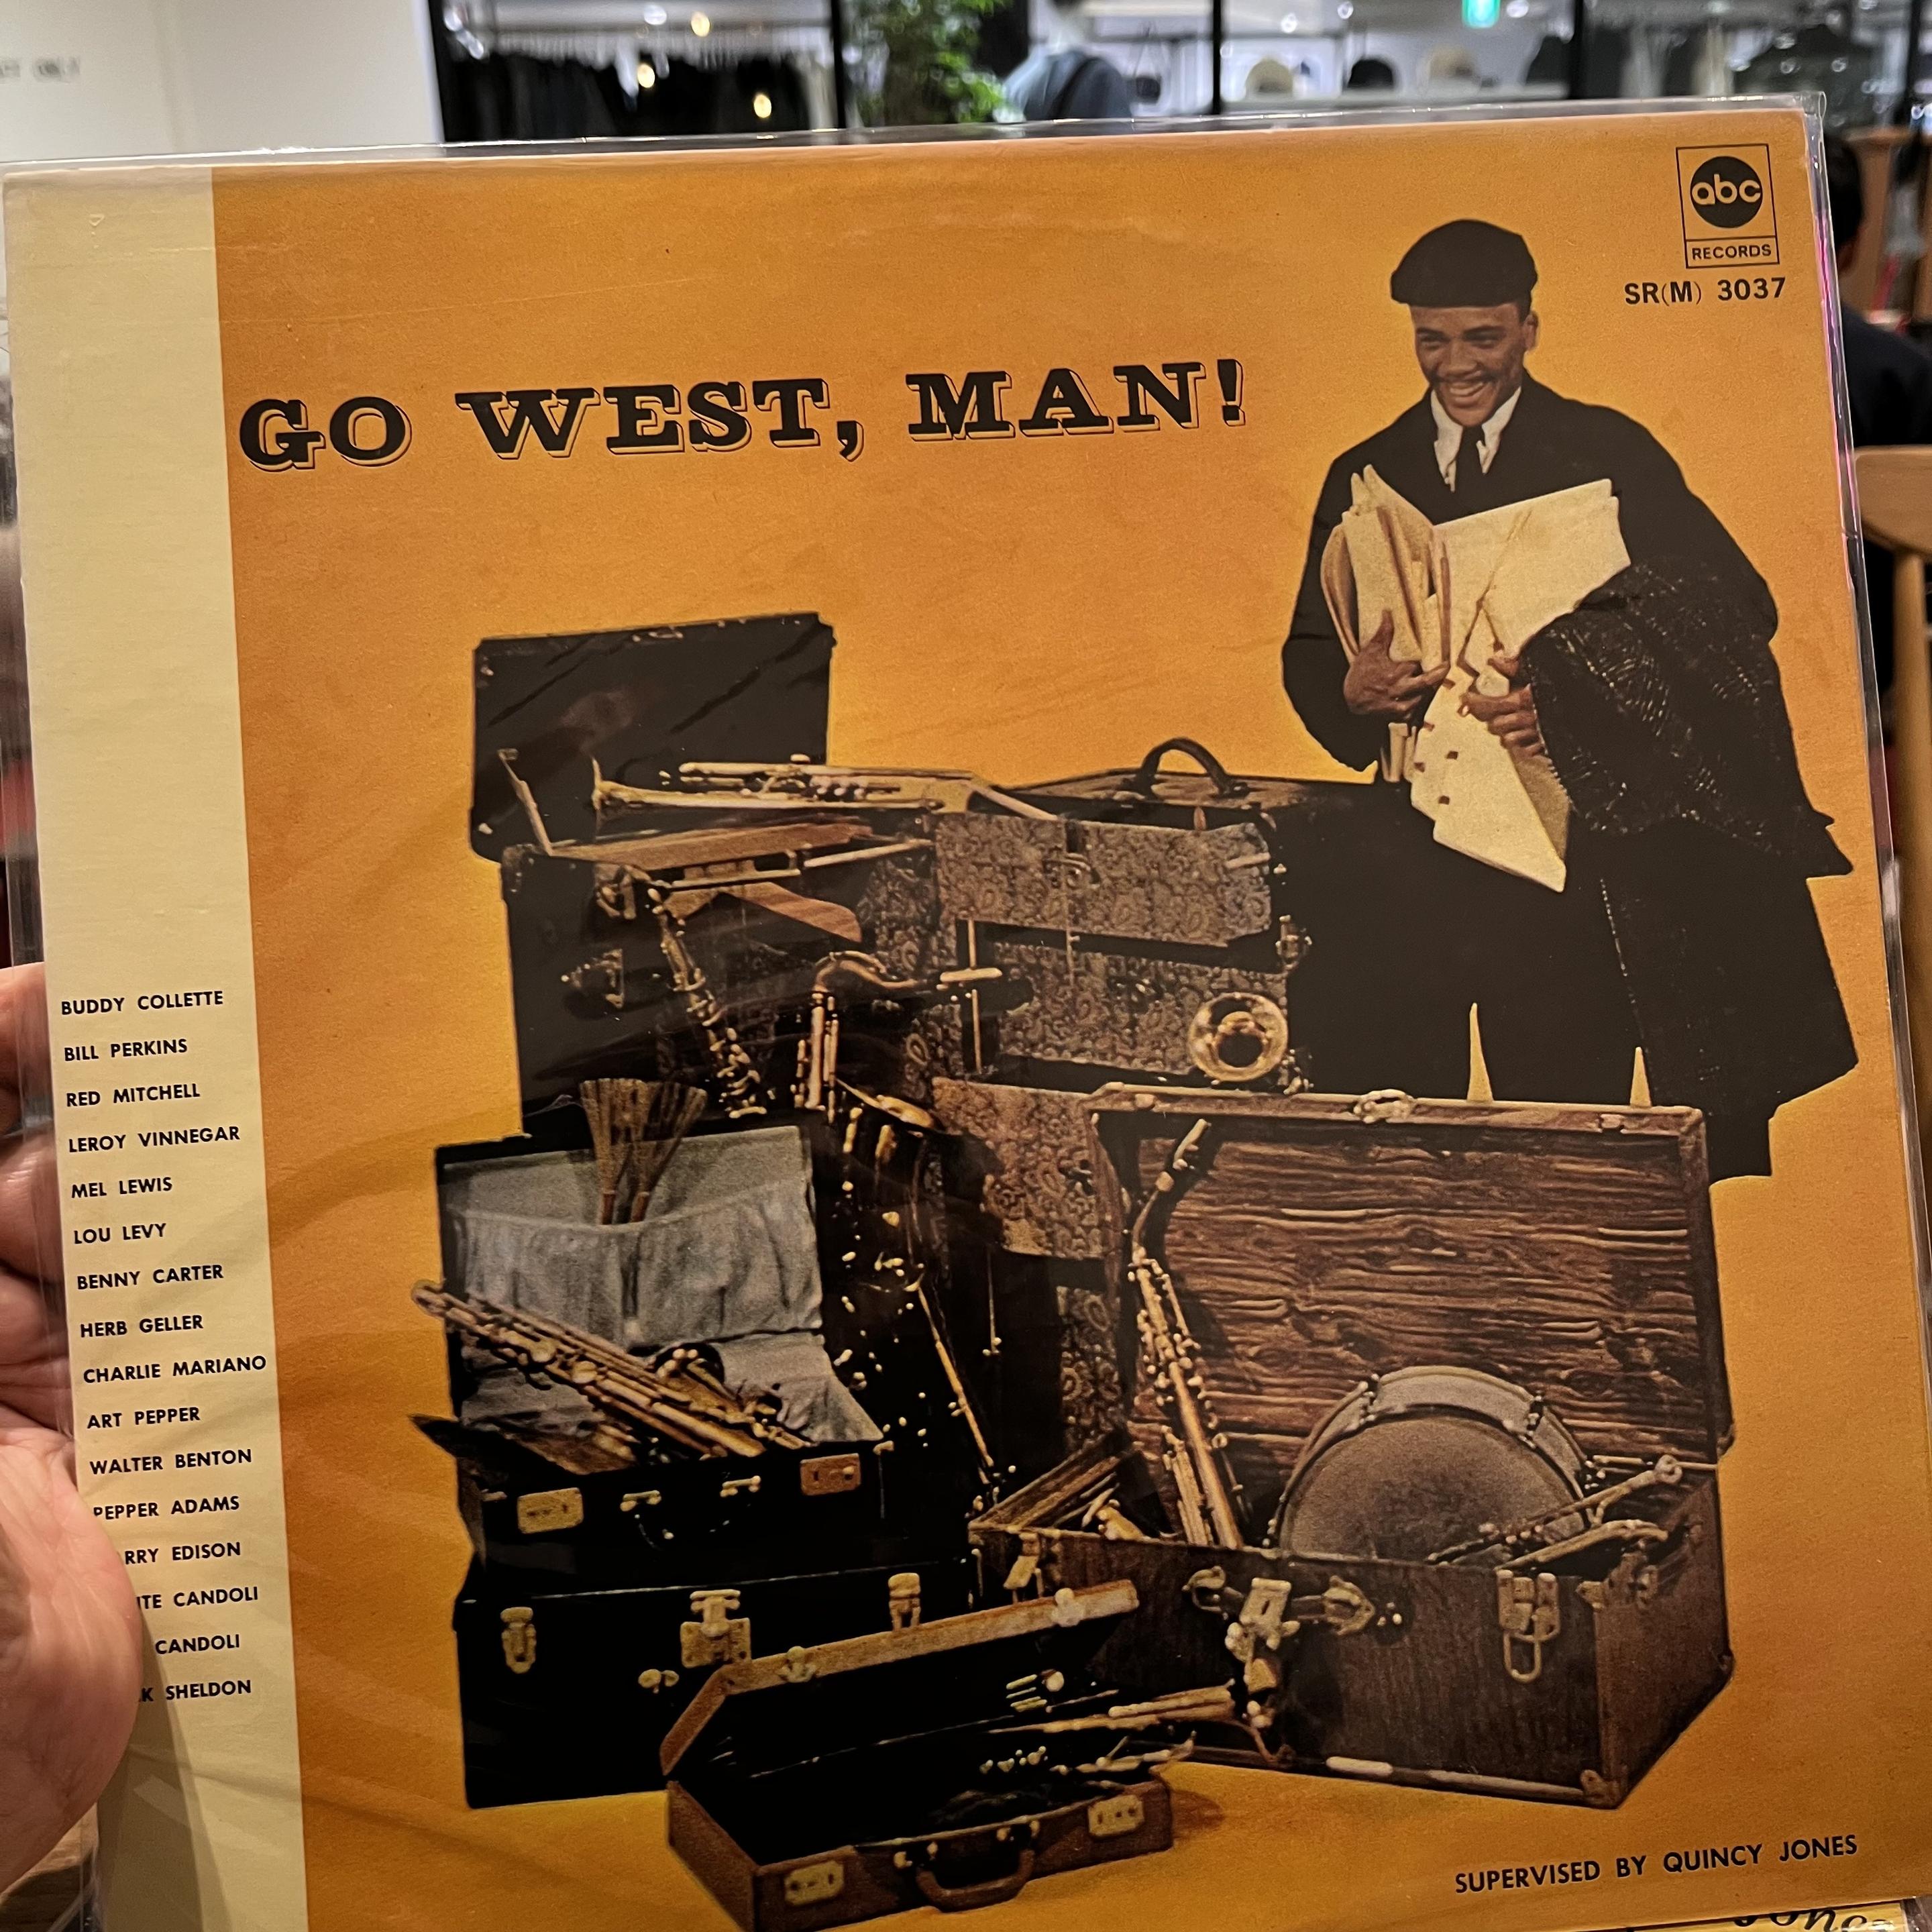 abc
RECORDS
SR(M) 3037
GO WEST, MAN!
BUDDY COLLETTE
BILL PERKINS
RED MITCHELL
LEROY VINNEGAR
MEL LEWIS
LOU LEVY
BENNY CARTER
HERB GELLER
CHARLIE MARIANO
ART PEPPER
WALTER BENTON
PEPPER ADAMS
EDISON
CANDOLI
CANDOLI
SHELDON
SUPERVISED BY QUINCY JONES